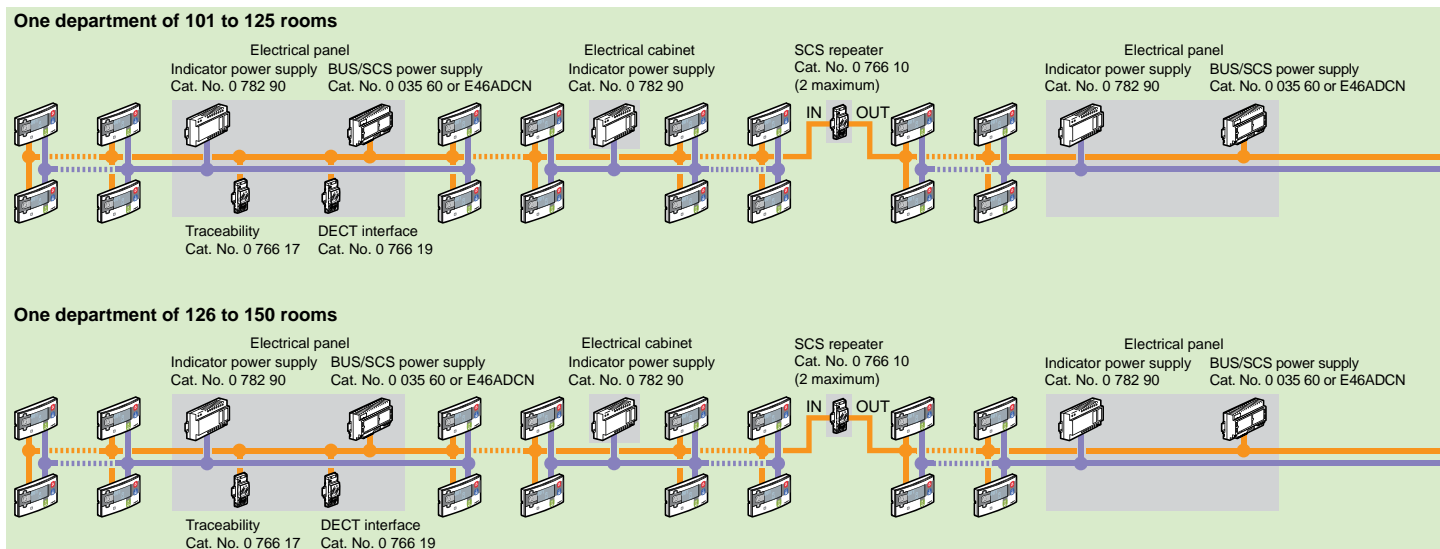 One department of 101 to 125 rooms
Electrical panel
Indicator power supply
Cat. No. 0 782 90
BUS/SCS power supply
Cat. No. 0 035 60 or E46ADCN
Electrical cabinet
Indicator power supply
Cat. No. 0 782 90
SCS repeater
Cat. No. 0 766 10
(2 maximum)
IN
OUT
Electrical panel
Indicator power supply
Cat. No. 0 782 90
BUS/SCS power supply
Cat. No. 0 035 60 or E46ADCN
Traceability
Cat. No. 0 766 17
DECT interface
Cat. No. 0 766 19
One department of 126 to 150 rooms
Electrical panel
Indicator power supply
Cat. No. 0 782 90
BUS/SCS power supply
Cat. No. 0 035 60 or E46ADCN
Electrical cabinet
Indicator power supply
Cat. No. 0 782 90
SCS repeater
Cat. No. 0 766 10
(2 maximum)
IN
OUT
Electrical panel
Indicator power supply
Cat. No. 0 782 90
BUS/SCS power supply
Cat. No. 0 035 60 or E46ADCN
Traceability
Cat. No. 0 766 17
DECT interface
Cat. No. 0 766 19